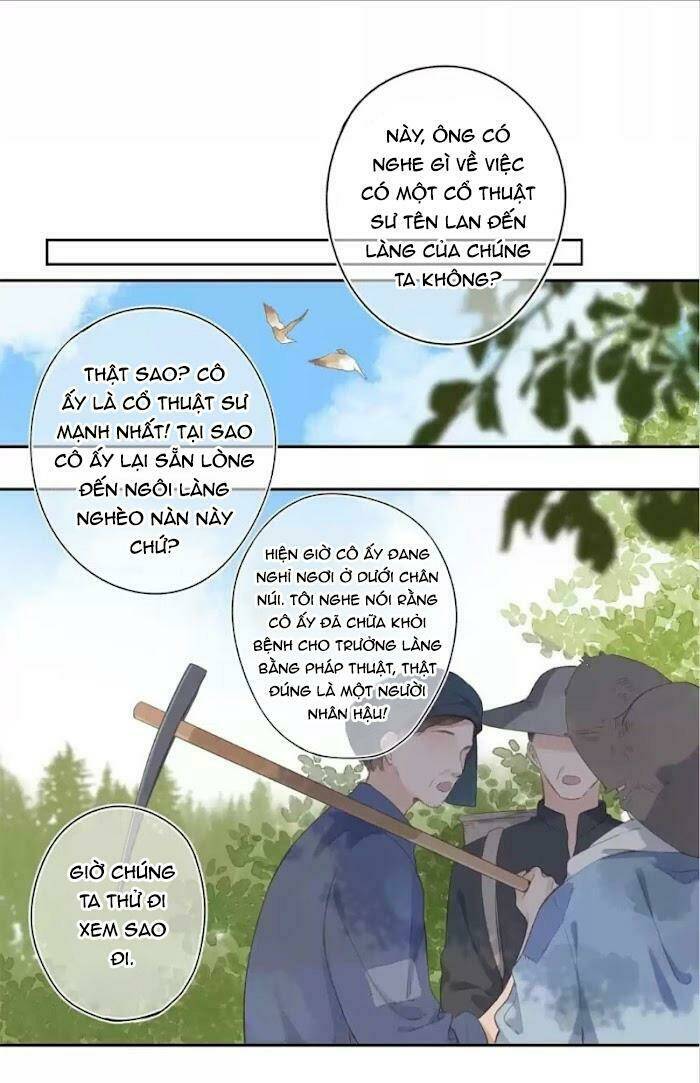 NÀY, ÔNG CÓ
NGHE GÌ VỀ VIỆC
CÓ MỘT CỔ THUẬT
SƯ TÊN LAN ĐẾN
LÀNG CỦA CHÚNG
TA KHÔNG?
THẬT SAO? CÔ
ẤY LÀ CỔ THUẬT SƯ
MẠNH NHẤT! TẠI SAO
CÔ ẤY LẠI SẴN LÒNG
ĐẾN NGÔI LÀNG
NGHÈO NÀN NÀY
CHỨ?
HIỆN GIỜ CÔ ẤY ĐANG
NGHỈ NGƠI Ở DƯỚI CHÂN
NÚI. TÔI NGHE NÓI RẰNG
CÔ ẤY ĐÃ CHỮA KHỎI
BỆNH CHO TRƯỞNG LÀNG
BẰNG PHÁP THUẬT, THẬT
ĐÚNG LÀ MỘT NGƯỜI
NHÂN HẬU!
GIỜ CHÚNG
TA THỬ ĐI
XEM SAO
ĐI.